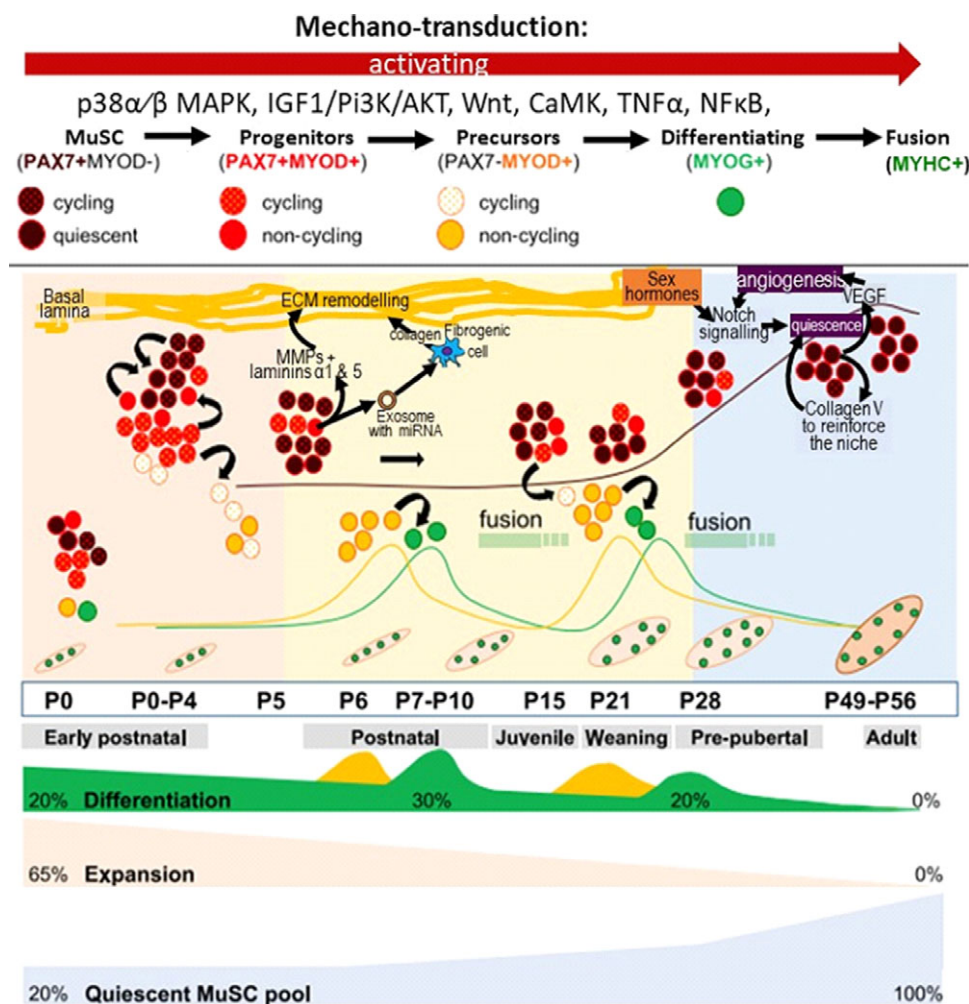 Mechano-transduction:
activating
p38α/β MAPK, IGF1/Pi3K/AKT, Wnt, CaMK, TNFα, NFκB,
MuSC Progenitors Precursors Differentiating Fusion
(PAX7+MYOD-) (PAX7+MYOD+) (PAX7-MYOD+) (MYOG+) (MYHC+)
cycling cycling cycling
quiescent non-cycling non-cycling
Basal
lamina
ECM remodelling
Sex
hormones
angiogenesis
VEGF
Notch
signalling
quiescence
collagen
Fibrogenic
cell
MMPs +
laminins α1 & 5
Exosome
with miRNA
Collagen V
to reinforce
the niche
fusion
fusion
P0 P0-P4 P5 P6 P7-P10 P15 P21 P28 P49-P56
Early postnatal Postnatal Juvenile Weaning Pre-pubertal Adult
20% Differentiation 30% 20% 0%
65% Expansion 0%
20% Quiescent MuSC pool 100%